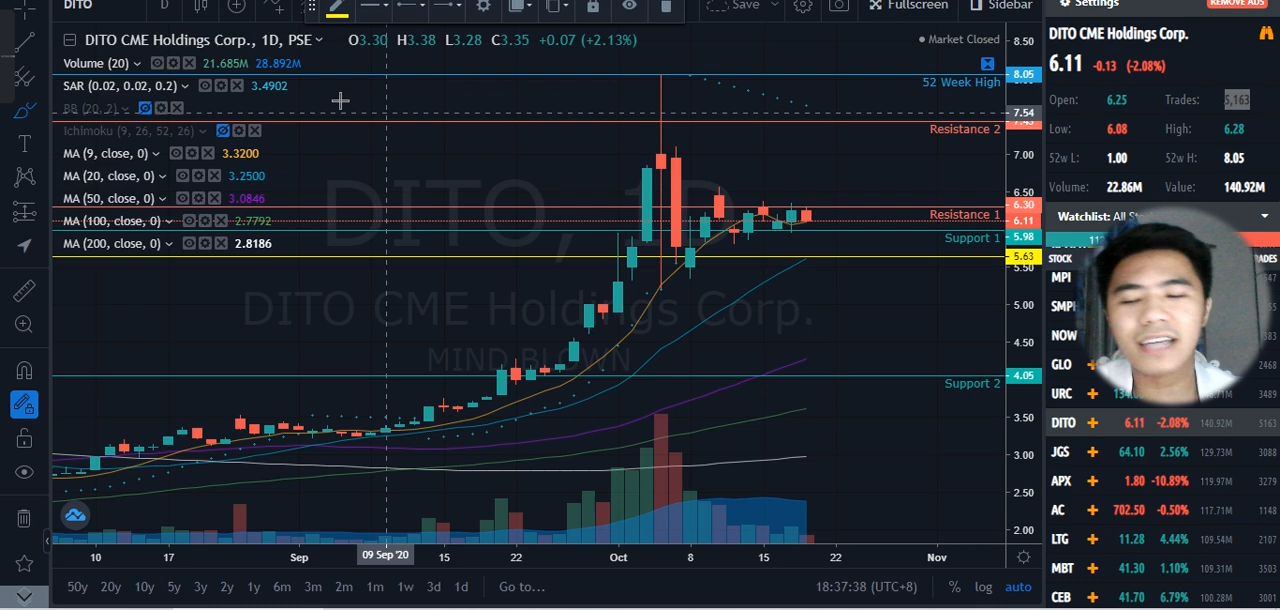 DITO
D
Save
Fullscreen
Sidebar
Settings
REMOVE ADS
DITO CME Holdings Corp., 1D, PSE
O3.30 H3.38 L3.28 C3.35 +0.07 (+2.13%)
Market Closed
Volume (20) 21.685M 28.892M
SAR (0.02, 0.02, 0.2) 3.4902
BB (20, 2)
Ichimoku (9, 26, 52, 26)
MA (9, close, 0) 3.3200
MA (20, close, 0) 3.2500
MA (50, close, 0) 3.0846
MA (100, close, 0) 2.7792
MA (200, close, 0) 2.8186
DITO, 1D
DITO CME Holdings Corp.
MIND BLOWN
52 Week High
Resistance 2
Resistance 1
Support 1
Support 2
8.50
8.05
7.54
7.00
6.50
6.30
6.11
5.98
5.63
5.50
5.00
4.50
4.05
3.50
3.00
2.50
2.00
10 17 Sep 09 Sep '20 15 22 Oct 8 15 22 Nov
50y 20y 10y 5y 3y 2y 1y 6m 3m 2m 1m 1w 3d 1d Go to...
18:37:38 (UTC+8) % log auto
DITO CME Holdings Corp.
6.11 -0.13 (-2.08%)
Open: 6.25 Trades: 5,163
Low: 6.08 High: 6.28
52w L: 1.00 52w H: 8.05
Volume: 22.86M Value: 140.92M
Watchlist: All
STOCK
MPI
SMPH
NOW
GLO 2468
URC 3489
DITO 6.11 -2.08% 140.92M 5163
JGS 64.10 2.56% 129.73M 3088
APX 1.80 -10.89% 119.97M 3279
AC 702.50 -0.50% 117.71M 1148
LTG 11.28 4.44% 109.54M 2107
MBT 41.30 1.10% 109.31M 3503
CEB 41.70 6.79% 100.28M 3001